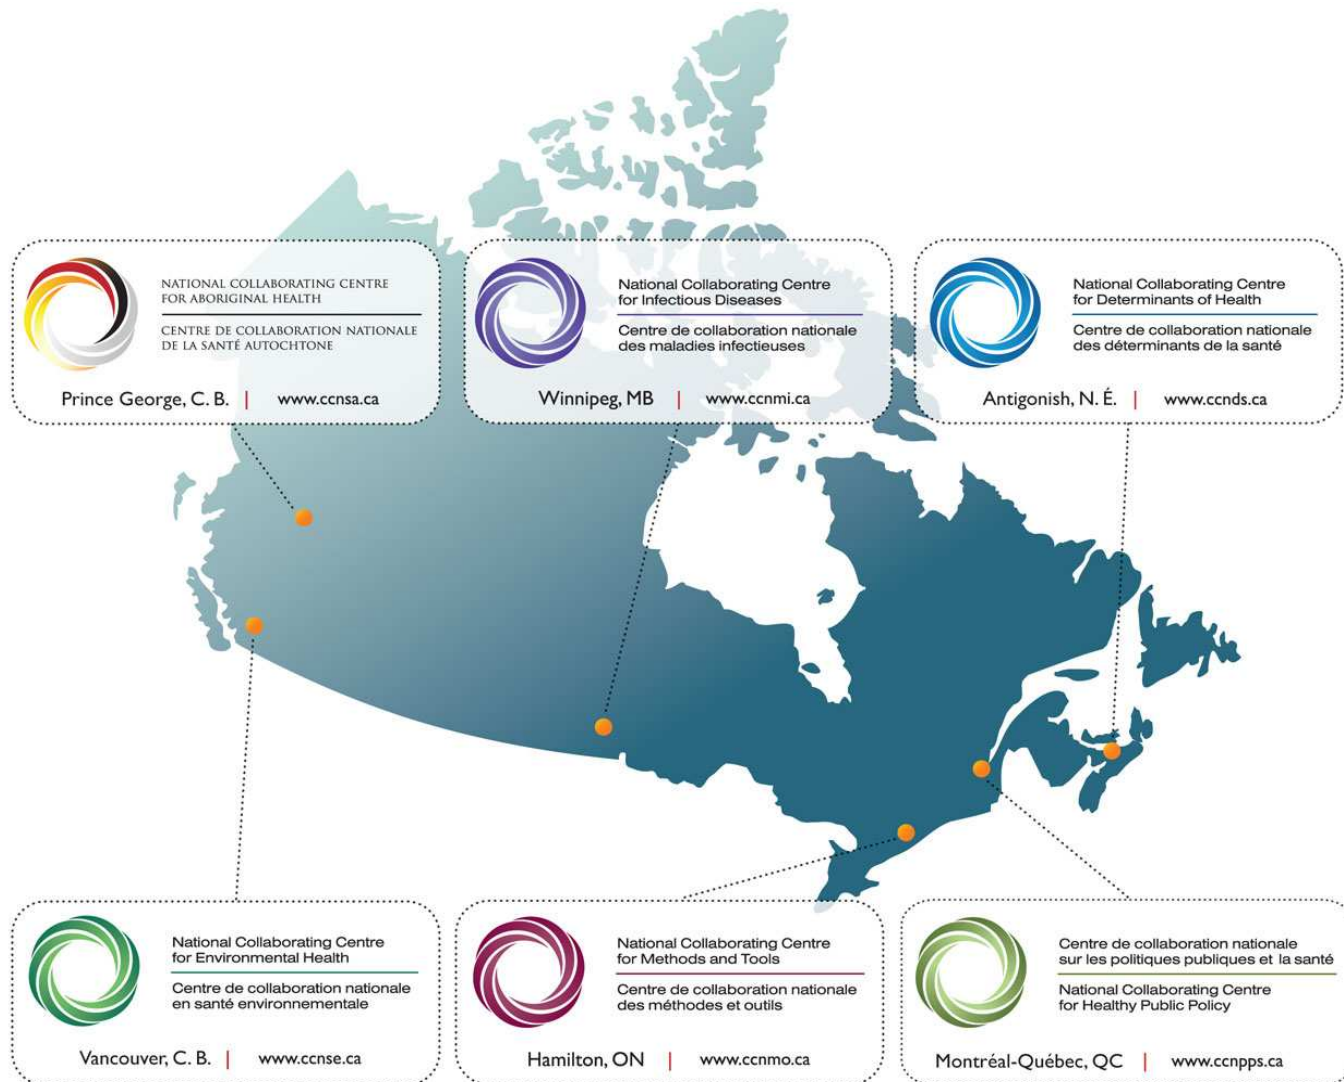 NATIONAL COLLABORATING CENTRE
FOR ABORIGINAL HEALTH
CENTRE DE COLLABORATION NATIONALE
DE LA SANTÉ AUTOCHTONE
Prince George, C. B. | www.ccnsa.ca
National Collaborating Centre
for Infectious Diseases
Centre de collaboration nationale
des maladies infectieuses
Winnipeg, MB | www.ccnmi.ca
National Collaborating Centre
for Determinants of Health
Centre de collaboration nationale
des déterminants de la santé
Antigonish, N. É. | www.ccnds.ca
National Collaborating Centre
for Environmental Health
Centre de collaboration nationale
en santé environnementale
Vancouver, C. B. | www.ccnse.ca
National Collaborating Centre
for Methods and Tools
Centre de collaboration nationale
des méthodes et outils
Hamilton, ON | www.ccnmo.ca
Centre de collaboration nationale
sur les politiques publiques et la santé
National Collaborating Centre
for Healthy Public Policy
Montréal-Québec, QC | www.ccnpps.ca